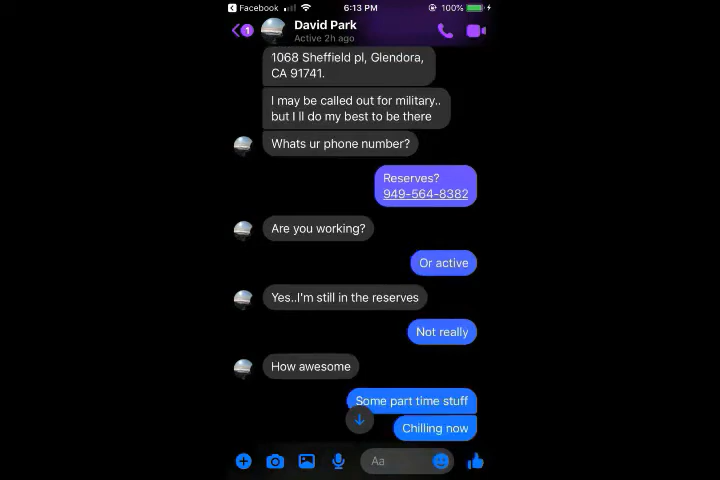 Facebook
6:13 PM
100%
1
David Park
Active 2h ago
1068 Sheffield pl, Glendora,
CA 91741.
I may be called out for military..
but I ll do my best to be there
Whats ur phone number?
Reserves?
949-564-8382
Are you working?
Or active
Yes..I'm still in the reserves
Not really
How awesome
Some part time stuff
Chilling now
Aa